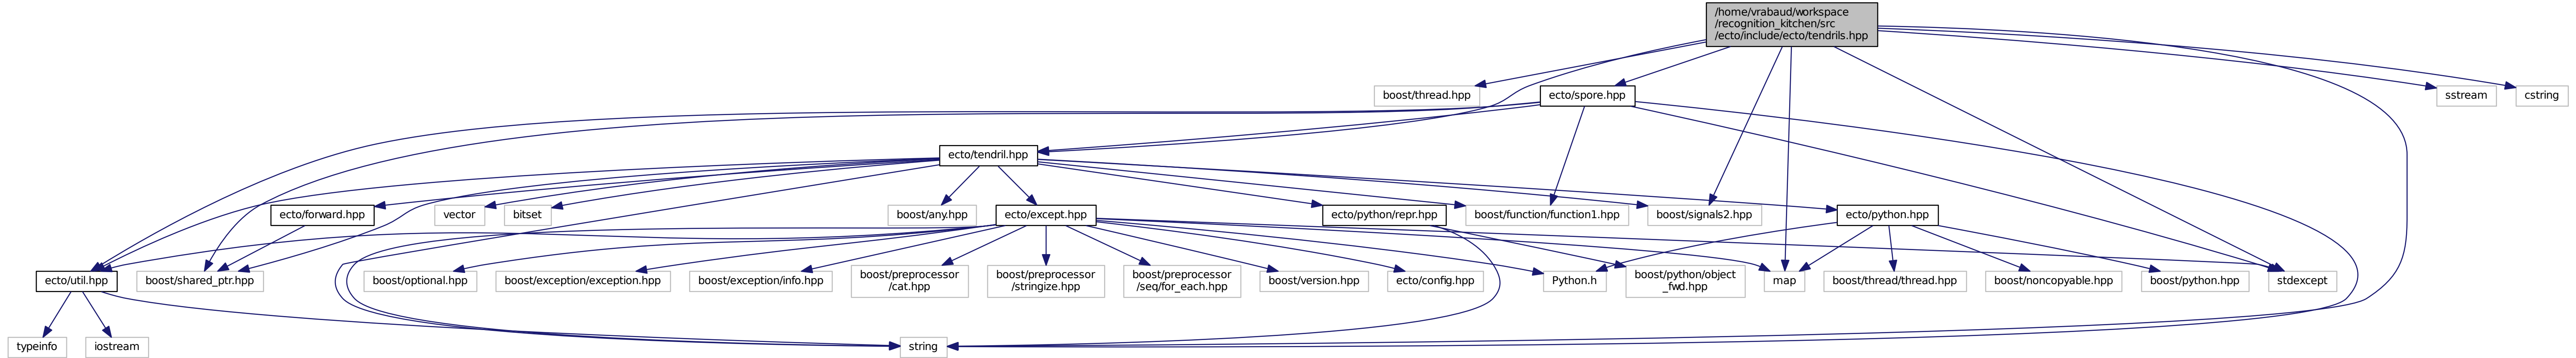 /home/vrabaud/workspace
/recognition_kitchen/src
/ecto/include/ecto/tendrils.hpp
boost/thread.hpp
ecto/spore.hpp
sstream
cstring
ecto/tendril.hpp
ecto/forward.hpp
vector
bitset
boost/any.hpp
ecto/except.hpp
ecto/python/repr.hpp
boost/function/function1.hpp
boost/signals2.hpp
ecto/python.hpp
ecto/util.hpp
boost/shared_ptr.hpp
boost/optional.hpp
boost/exception/exception.hpp
boost/exception/info.hpp
boost/preprocessor
/cat.hpp
boost/preprocessor
/stringize.hpp
boost/preprocessor
/seq/for_each.hpp
boost/version.hpp
ecto/config.hpp
Python.h
boost/python/object
_fwd.hpp
map
boost/thread/thread.hpp
boost/noncopyable.hpp
boost/python.hpp
stdexcept
typeinfo
iostream
string